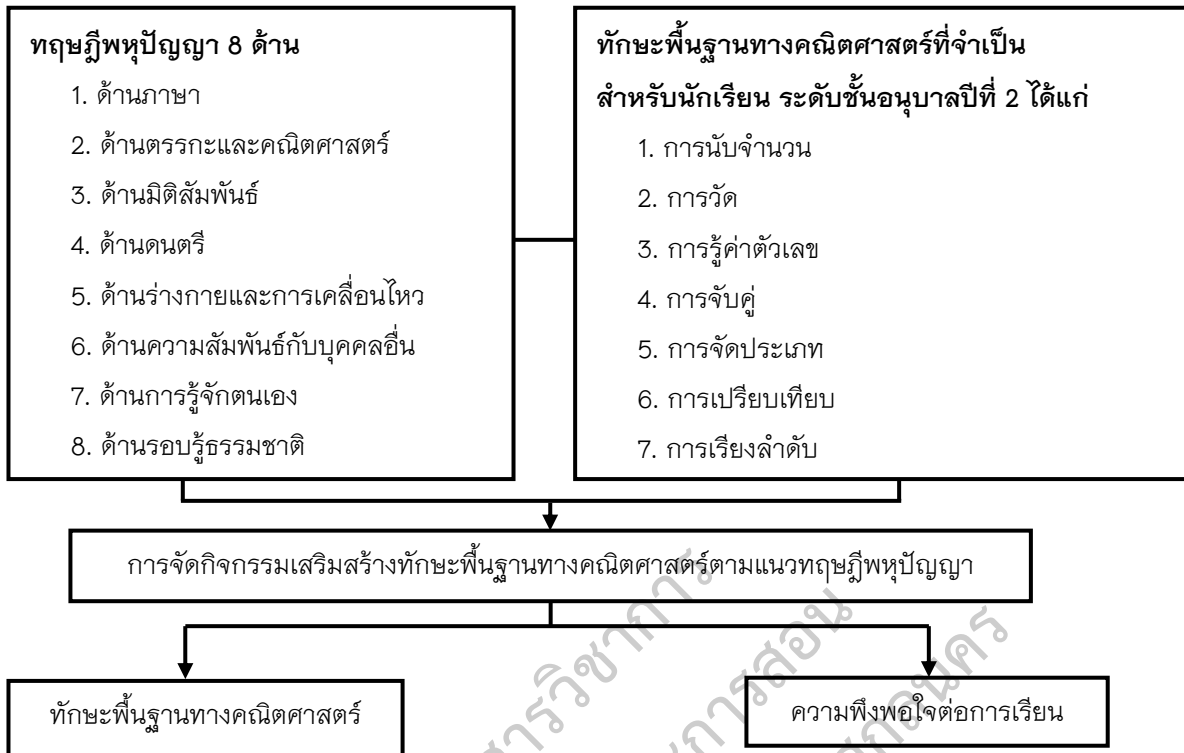 ทฤษฎีพหุปัญญา 8 ด้าน
1. ด้านภาษา
2. ด้านตรรกะและคณิตศาสตร์
3. ด้านมิติสัมพันธ์
4. ด้านดนตรี
5. ด้านร่างกายและการเคลื่อนไหว
6. ด้านความสัมพันธ์กับบุคคลอื่น
7. ด้านการรู้จักตนเอง
8. ด้านรอบรู้ธรรมชาติ
ทักษะพื้นฐานทางคณิตศาสตร์ที่จำเป็น
สำหรับนักเรียน ระดับชั้นอนุบาลปีที่ 2 ได้แก่
1. การนับจำนวน
2. การวัด
3. การรู้ค่าตัวเลข
4. การจับคู่
5. การจัดประเภท
6. การเปรียบเทียบ
7. การเรียงลำดับ
การจัดกิจกรรมเสริมสร้างทักษะพื้นฐานทางคณิตศาสตร์ตามแนวทฤษฎีพหุปัญญา
ทักษะพื้นฐานทางคณิตศาสตร์
ความพึงพอใจต่อการเรียน